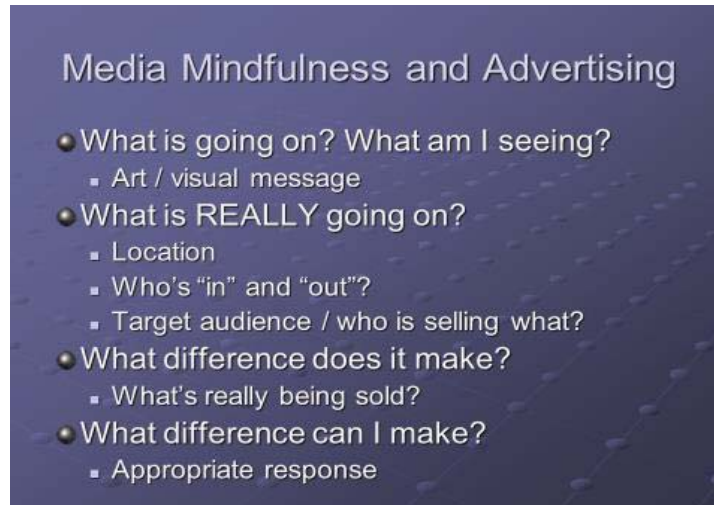 Media Mindfulness and Advertising
What is going on? What am I seeing?
Art / visual message
What is REALLY going on?
Location
Who's “in” and “out”?
Target audience / who is selling what?
What difference does it make?
What's really being sold?
What difference can I make?
Appropriate response